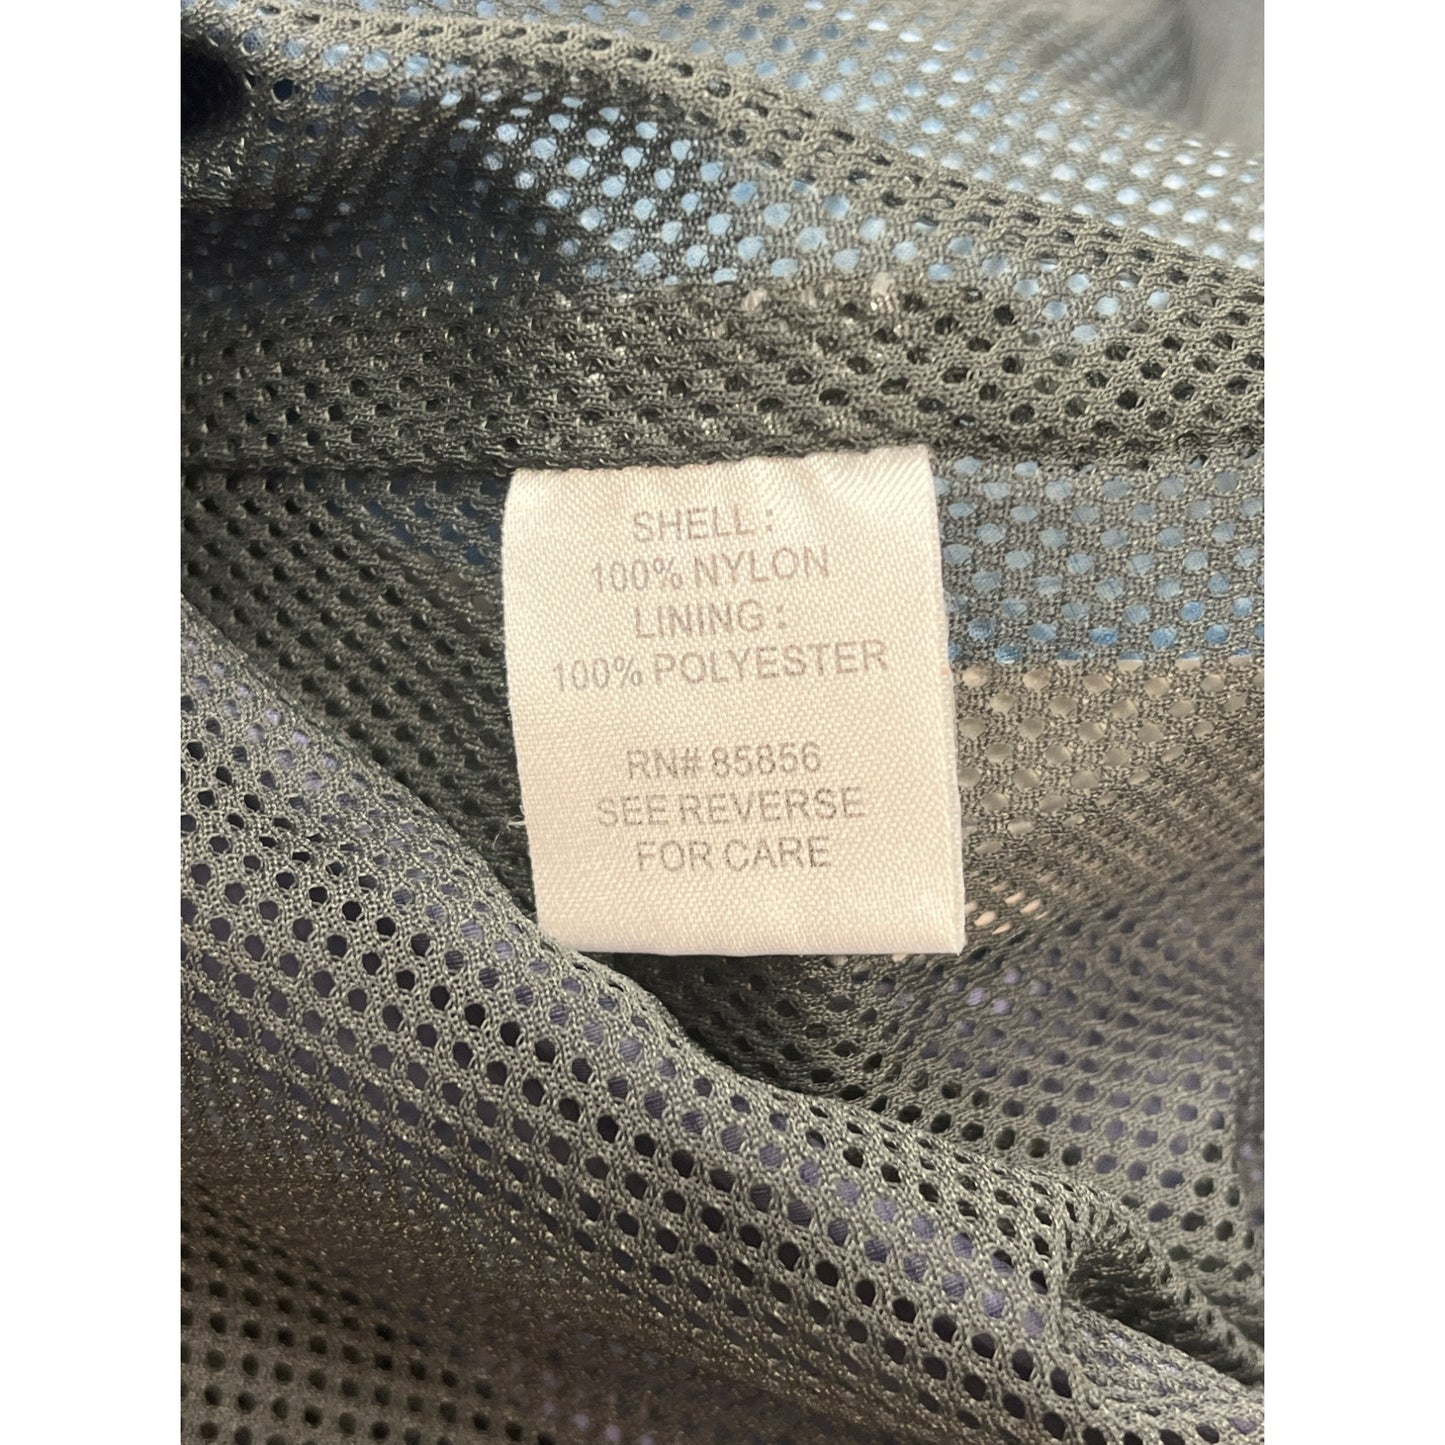 SHELL :
100% NYLON
LINING :
100% POLYESTER
RN# 85856
SEE REVERSE
FOR CARE